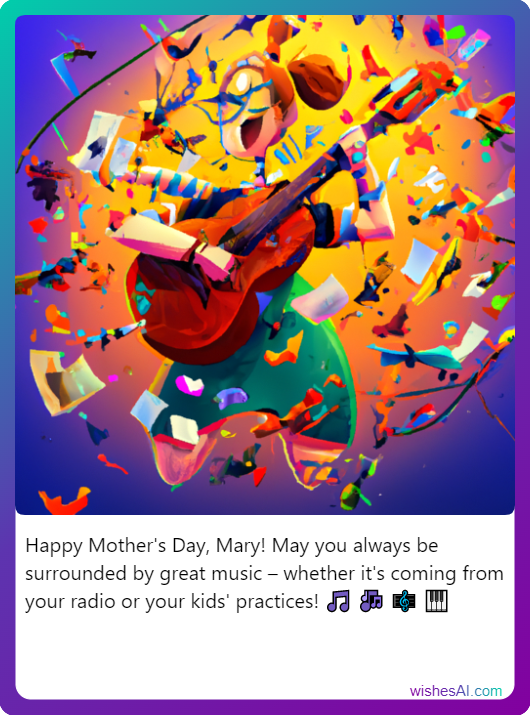 Happy Mother's Day, Mary! May you always be
surrounded by great music – whether it's coming from
your radio or your kids' practices! 🎵 🎶 🎼 🎹
wishesAI.com